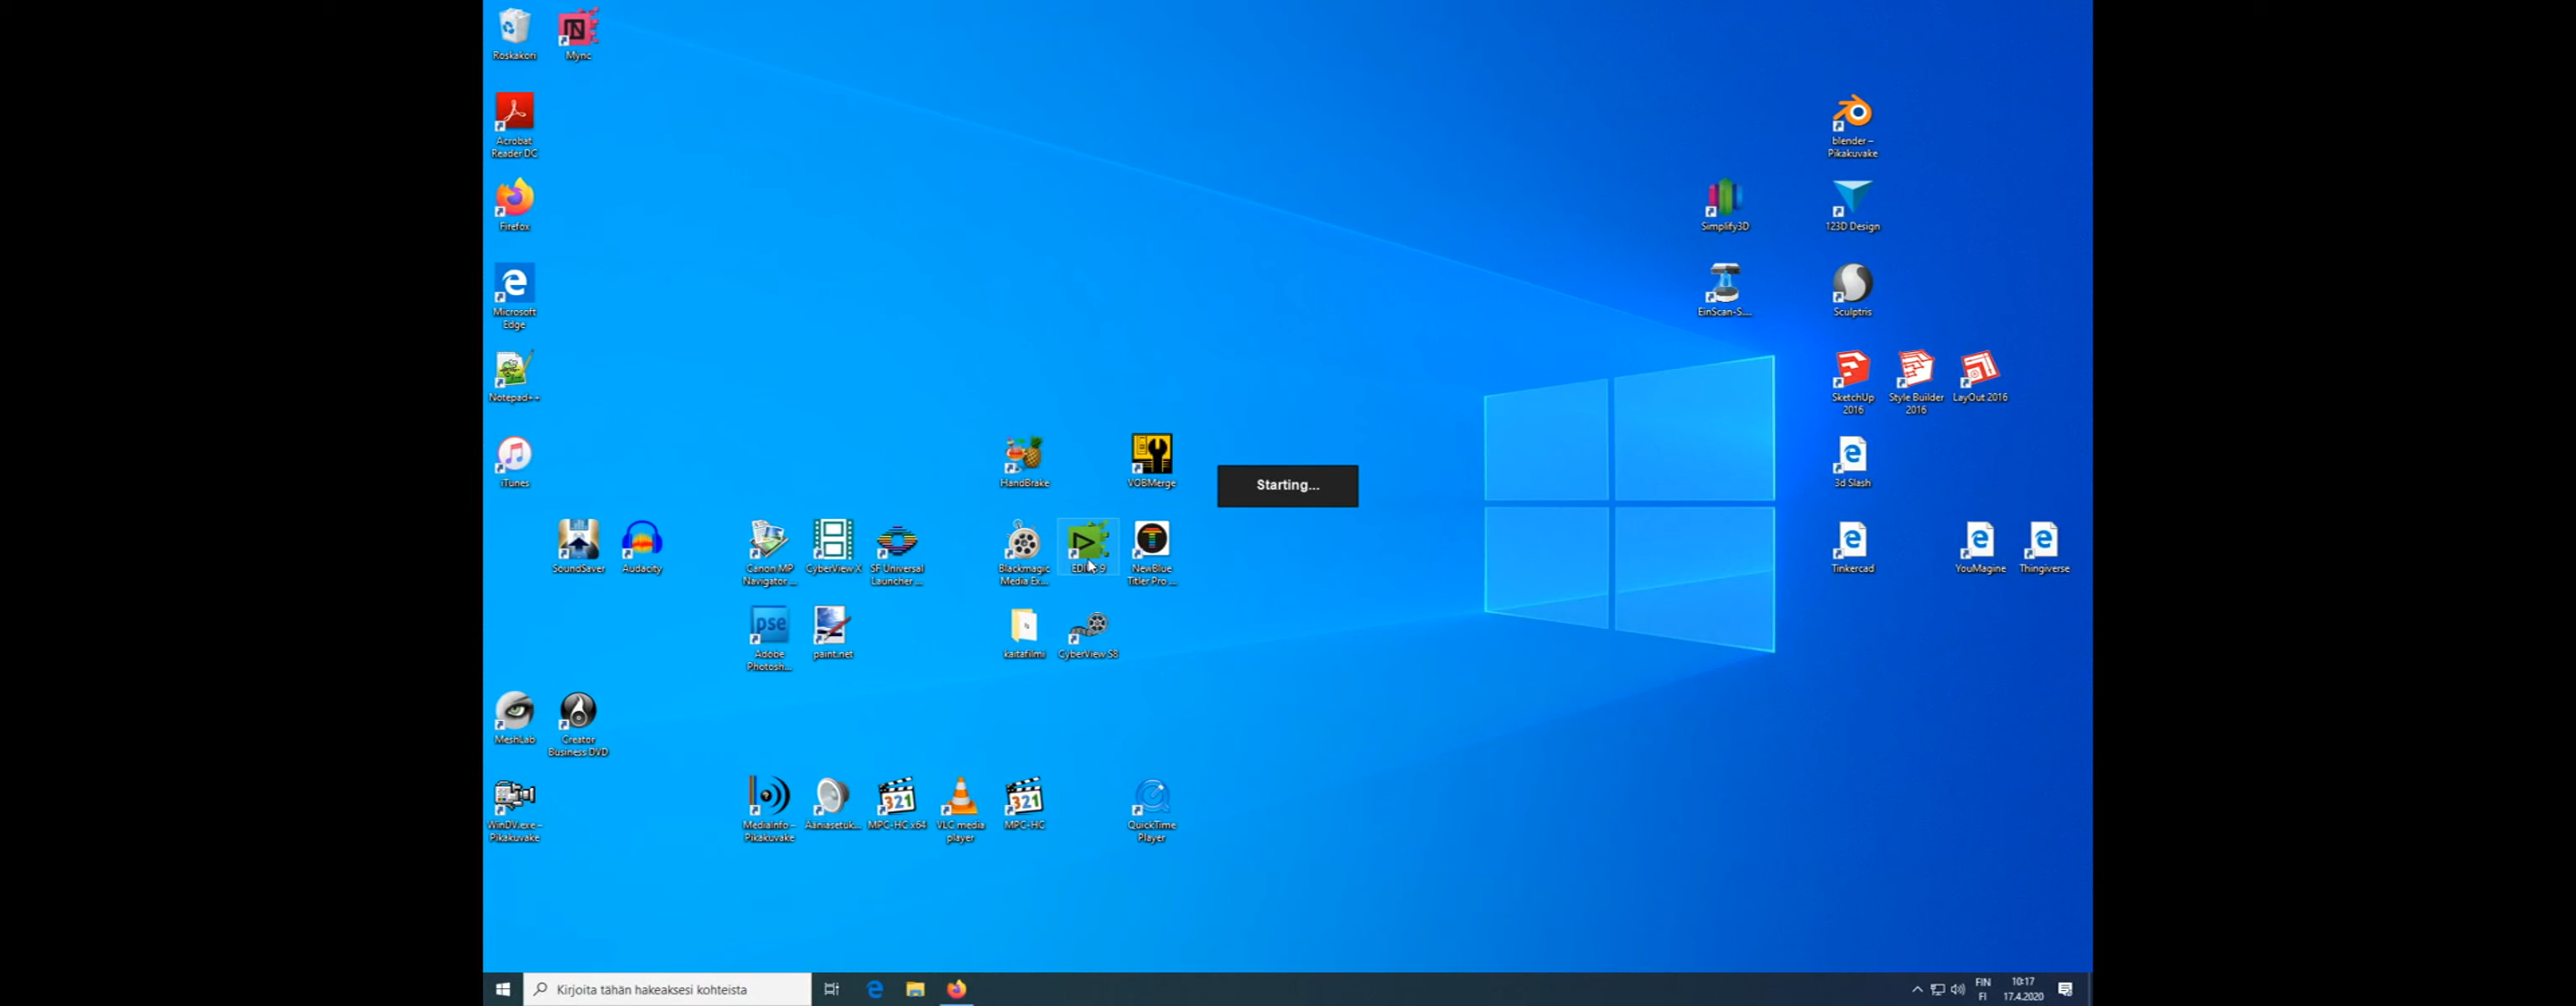 Roskakori
Mync
Acrobat
Reader DC
blender –
Pikakuvake
Firefox
Simplify3D
123D Design
Microsoft
Edge
EinScan-S....
Sculptris
Notepad++
SketchUp
2016
Style Builder
2016
LayOut 2016
iTunes
HandBrake
VOBMerge
Starting...
3d Slash
SoundSaver
Audacity
Canon MP
Navigator ...
CyberView X
SF Universal
Launcher ...
Blackmagic
Media Ex...
NewBlue
Titler Pro ...
Tinkercad
YouMagine
Thingiverse
pse
Adobe
Photosh...
paint.net
kaitafilmi
CyberView S8
MeshLab
Creator
Business DVD
WinDV.exe –
Pikakuvake
MediaInfo –
Pikakuvake
Ääniasetuk...
321
MPC-HC x64
VLC media
player
321
MPC-HC
QuickTime
Player
Kirjoita tähän hakeaksesi kohteista
FIN
FI
10:17
17.4.2020